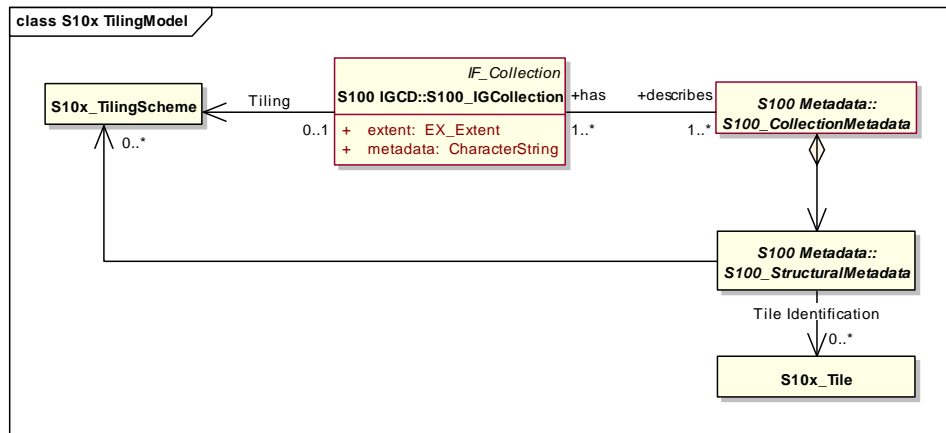 class S10x TilingModel
IF_Collection
S100 IGCD::S100_IGCollection
+ extent: EX_Extent
+ metadata: CharacterString
S10x_TilingScheme
Tiling
0..1
0..*
+has
+describes
1..*
1..*
S100 Metadata::
S100_CollectionMetadata
S100 Metadata::
S100_StructuralMetadata
Tile Identification
0..*
S10x_Tile